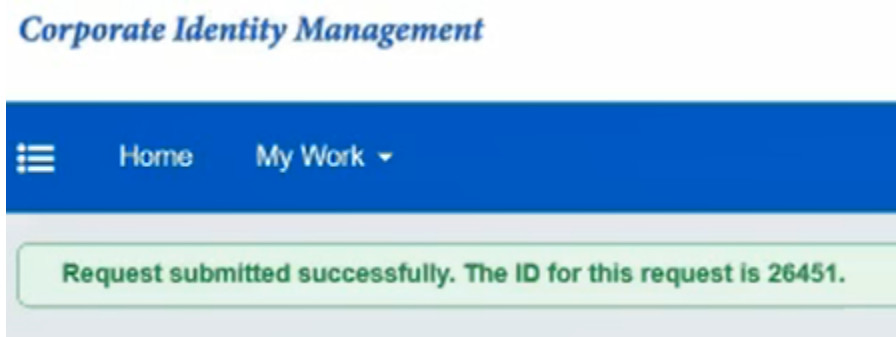 Corporate Identity Management
Home My Work
Request submitted successfully. The ID for this request is 26451.